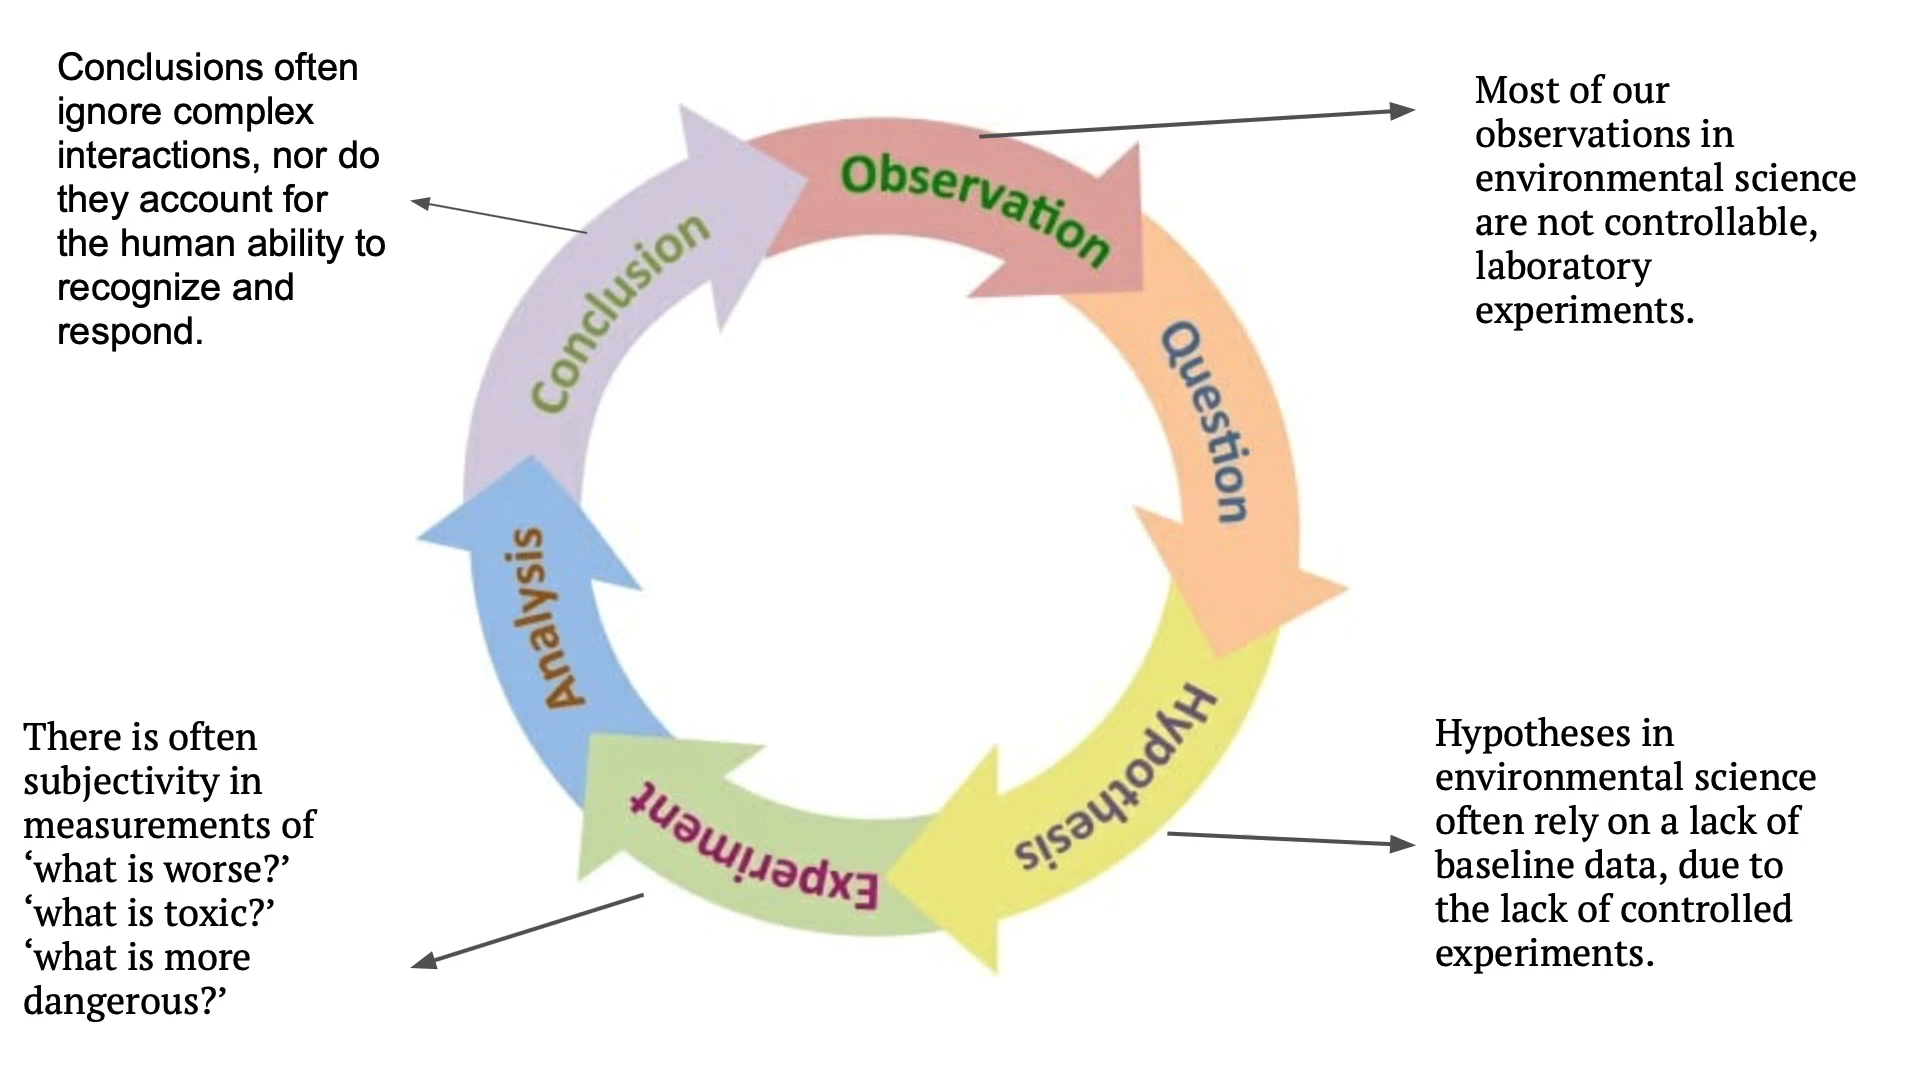 Conclusions often
ignore complex
interactions, nor do
they account for
the human ability to
recognize and
respond.
Observation
Most of our
observations in
environmental science
are not controllable,
laboratory
experiments.
Question
Hypothesis
Hypotheses in
environmental science
often rely on a lack of
baseline data, due to
the lack of controlled
experiments.
Experiment
There is often
subjectivity in
measurements of
‘what is worse?’
‘what is toxic?’
‘what is more
dangerous?’
Analysis
Conclusion